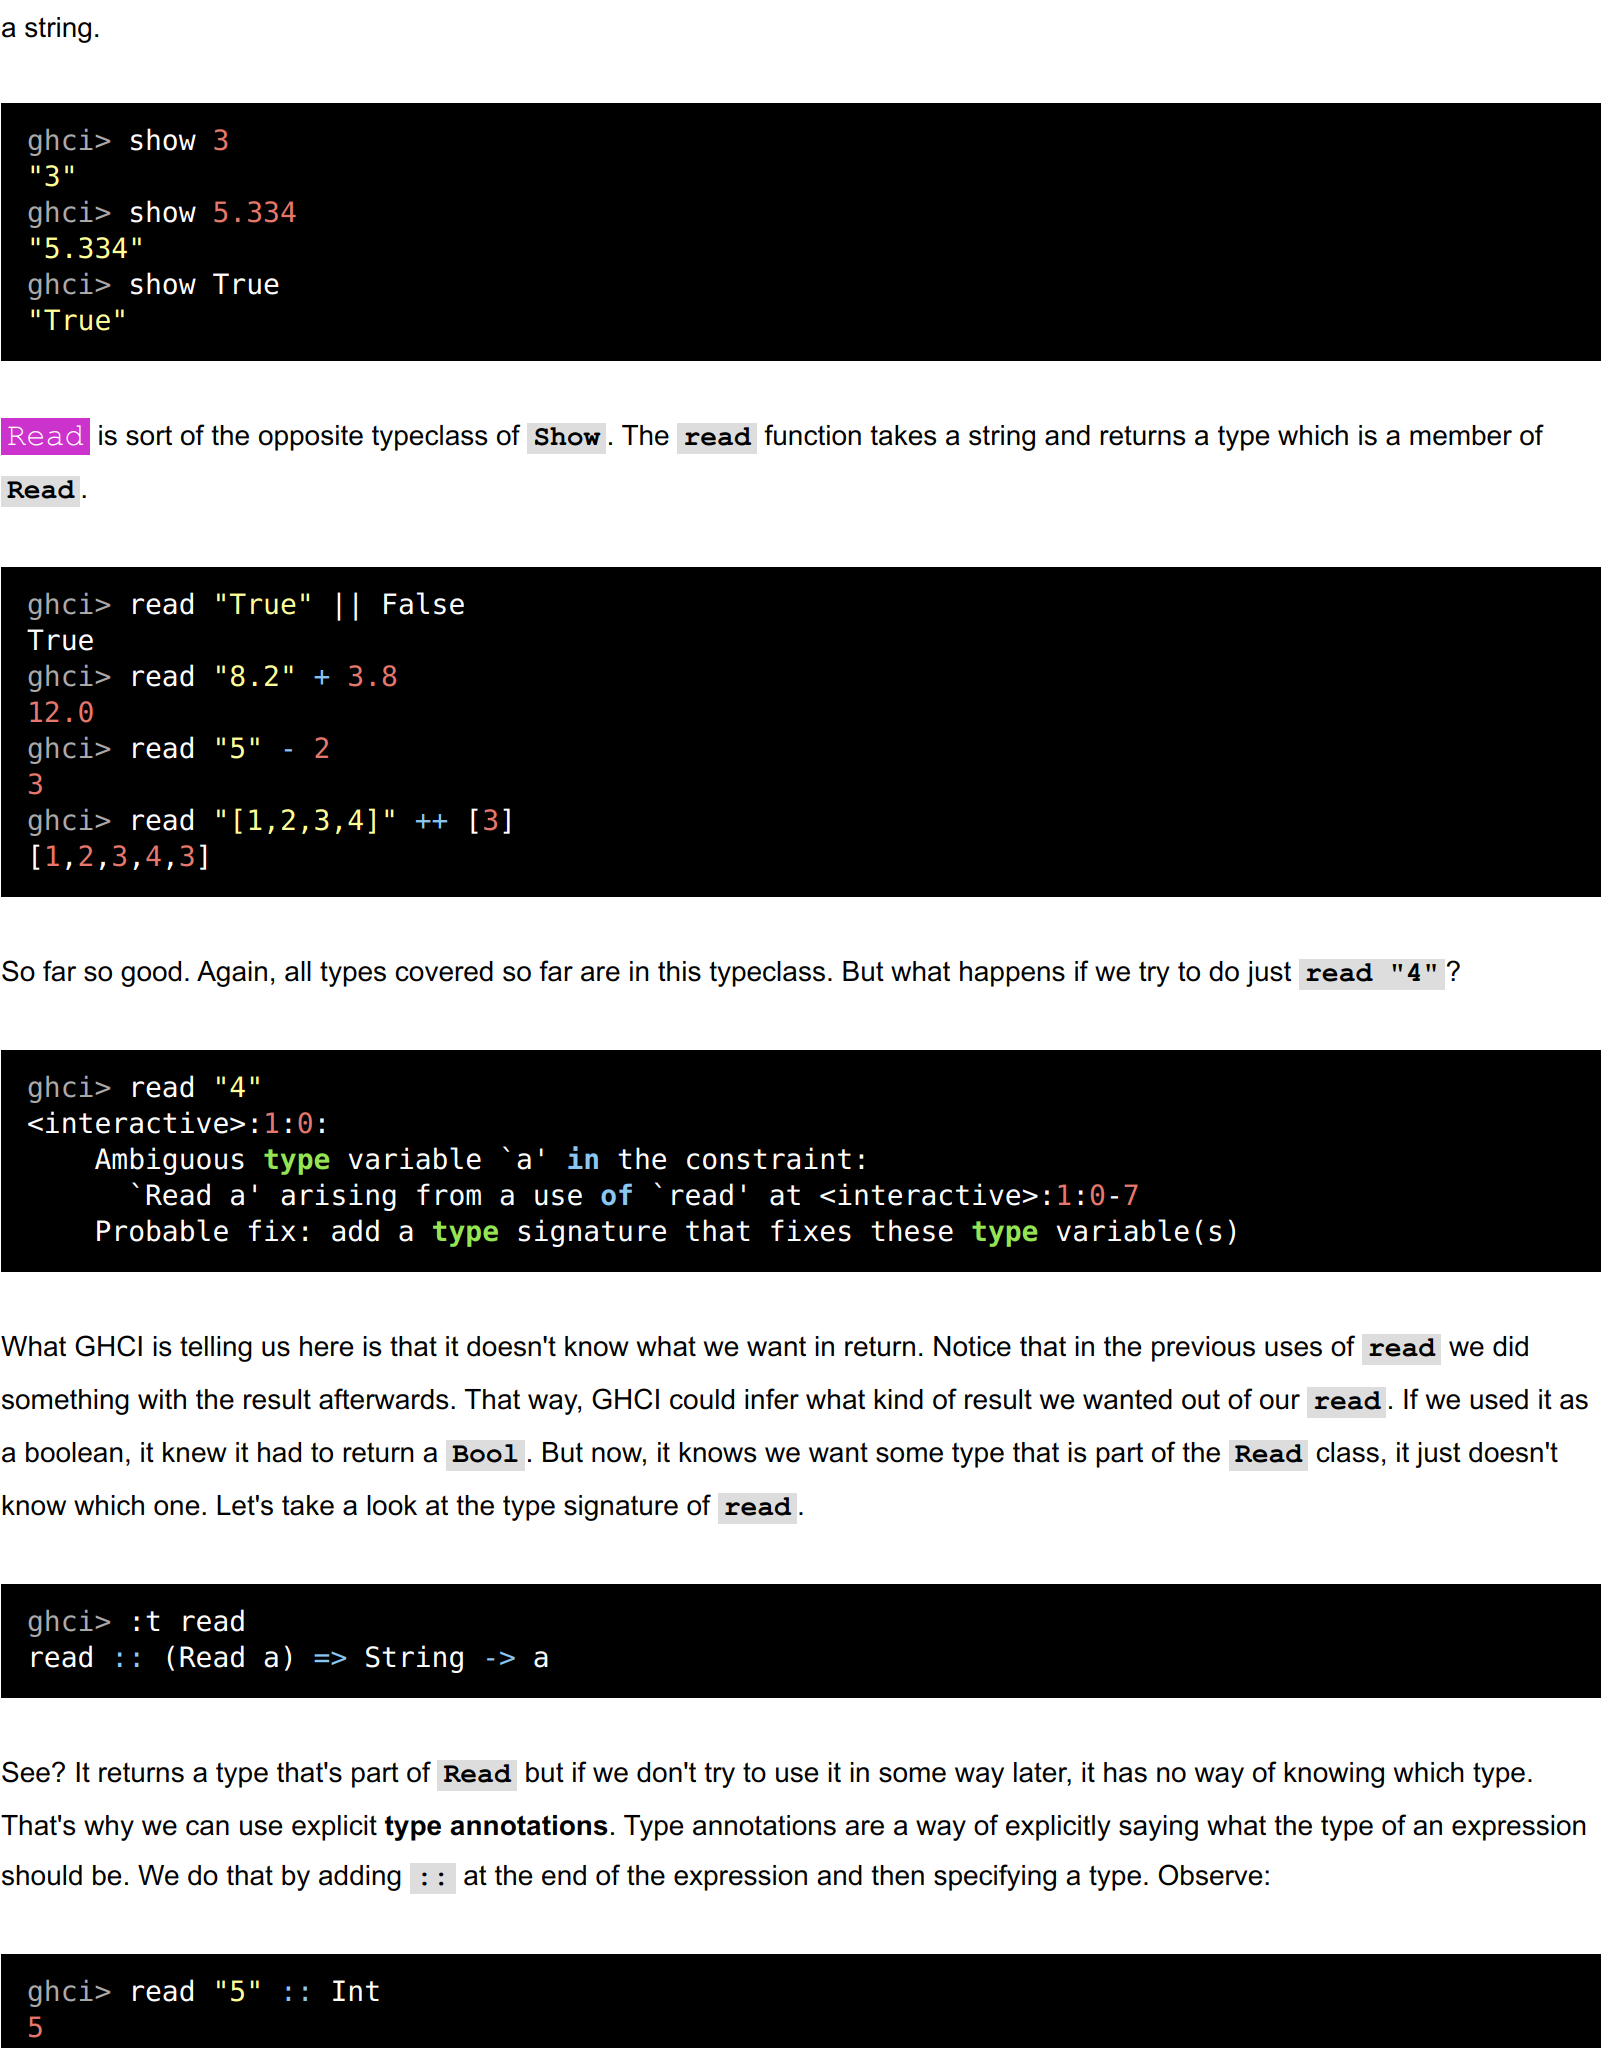 a string.
ghci> show 3
"3"
ghci> show 5.334
"5.334"
ghci> show True
"True"
Read is sort of the opposite typeclass of Show. The read function takes a string and returns a type which is a member of
Read.
ghci> read "True" || False
True
ghci> read "8.2" + 3.8
12.0
ghci> read "5" - 2
3
ghci> read "[1,2,3,4]" ++ [3]
[1,2,3,4,3]
So far so good. Again, all types covered so far are in this typeclass. But what happens if we try to do just read "4"?
ghci> read "4"
<interactive>:1:0:
    Ambiguous type variable `a' in the constraint:
      `Read a' arising from a use of `read' at <interactive>:1:0-7
    Probable fix: add a type signature that fixes these type variable(s)
What GHCI is telling us here is that it doesn't know what we want in return. Notice that in the previous uses of read we did
something with the result afterwards. That way, GHCI could infer what kind of result we wanted out of our read. If we used it as
a boolean, it knew it had to return a Bool. But now, it knows we want some type that is part of the Read class, it just doesn't
know which one. Let's take a look at the type signature of read.
ghci> :t read
read :: (Read a) => String -> a
See? It returns a type that's part of Read but if we don't try to use it in some way later, it has no way of knowing which type.
That's why we can use explicit type annotations. Type annotations are a way of explicitly saying what the type of an expression
should be. We do that by adding :: at the end of the expression and then specifying a type. Observe:
ghci> read "5" :: Int
5